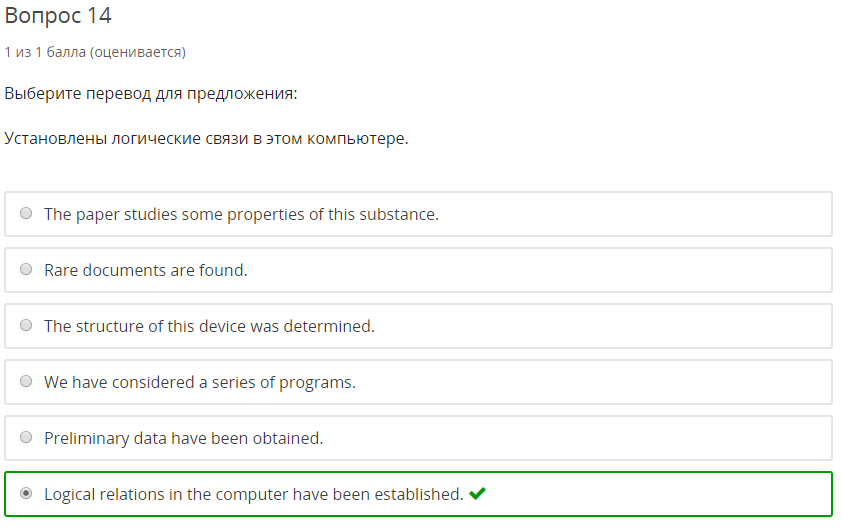 Вопрос 14
1 из 1 балла (оценивается)
Выберите перевод для предложения:
Установлены логические связи в этом компьютере.
The paper studies some properties of this substance.
Rare documents are found.
The structure of this device was determined.
We have considered a series of programs.
Preliminary data have been obtained.
Logical relations in the computer have been established.